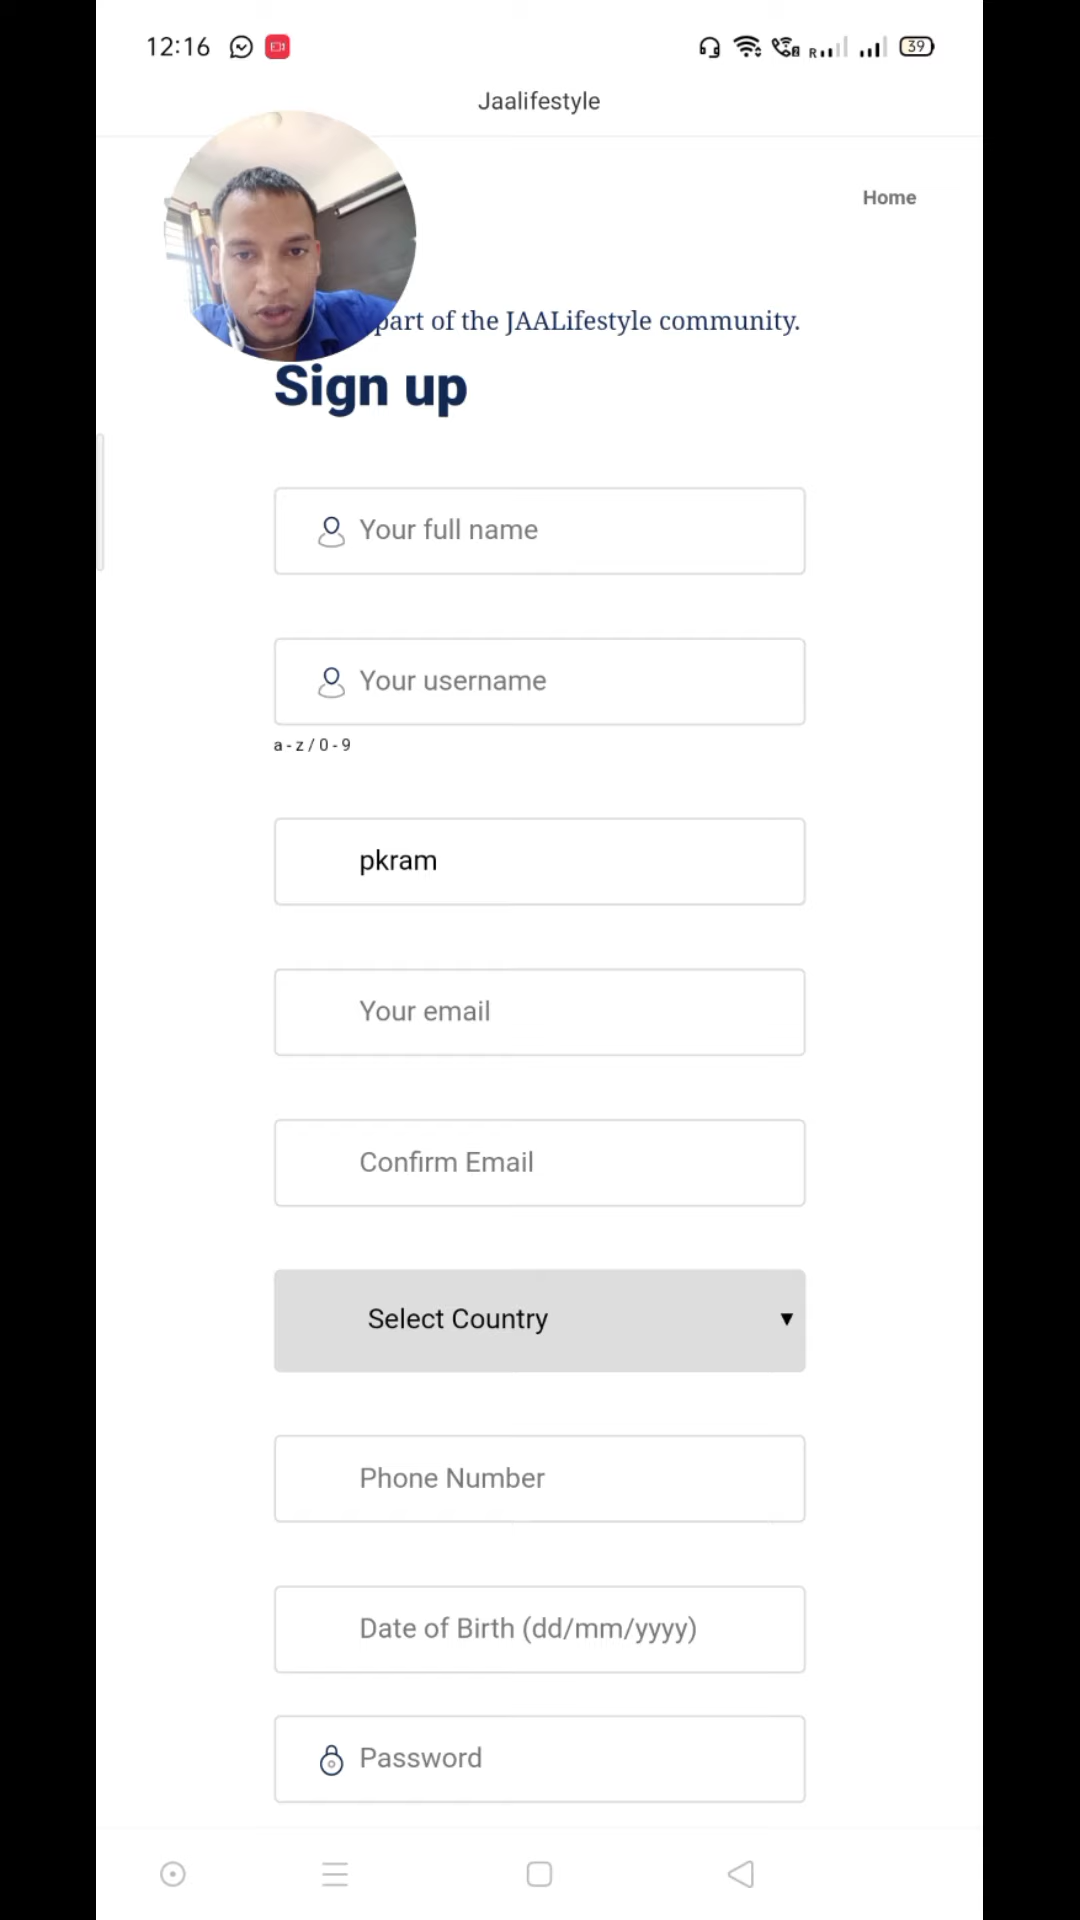 12:16
R
39
Jaalifestyle
Home
part of the JAALifestyle community.
Sign up
Your full name
Your username
a - z / 0 - 9
pkram
Your email
Confirm Email
Select Country
Phone Number
Date of Birth (dd/mm/yyyy)
Password